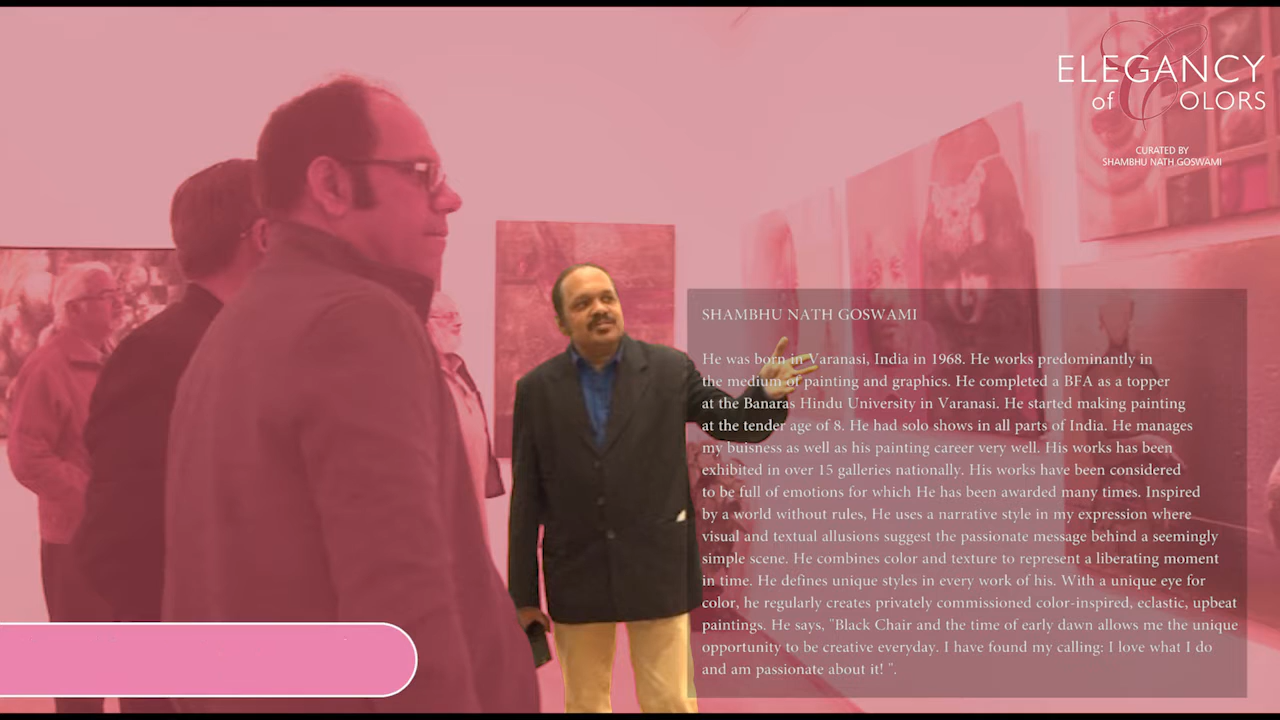 ELEGANCY
of COLORS
CURATED BY
SHAMBHU NATH GOSWAMI
SHAMBHU NATH GOSWAMI
He was born in Varanasi, India in 1968. He works predominantly in
the medium of painting and graphics. He completed a BFA as a topper
at the Banaras Hindu University in Varanasi. He started making painting
at the tender age of 8. He had solo shows in all parts of India. He manages
my buisness as well as his painting career very well. His works has been
exhibited in over 15 galleries nationally. His works have been considered
to be full of emotions for which He has been awarded many times. Inspired
by a world without rules, He uses a narrative style in my expression where
visual and textual allusions suggest the passionate message behind a seemingly
simple scene. He combines color and texture to represent a liberating moment
in time. He defines unique styles in every work of his. With a unique eye for
color, he regularly creates privately commissioned color-inspired, eclastic, upbeat
paintings. He says, "Black Chair and the time of early dawn allows me the unique
opportunity to be creative everyday. I have found my calling: I love what I do
and am passionate about it! ".